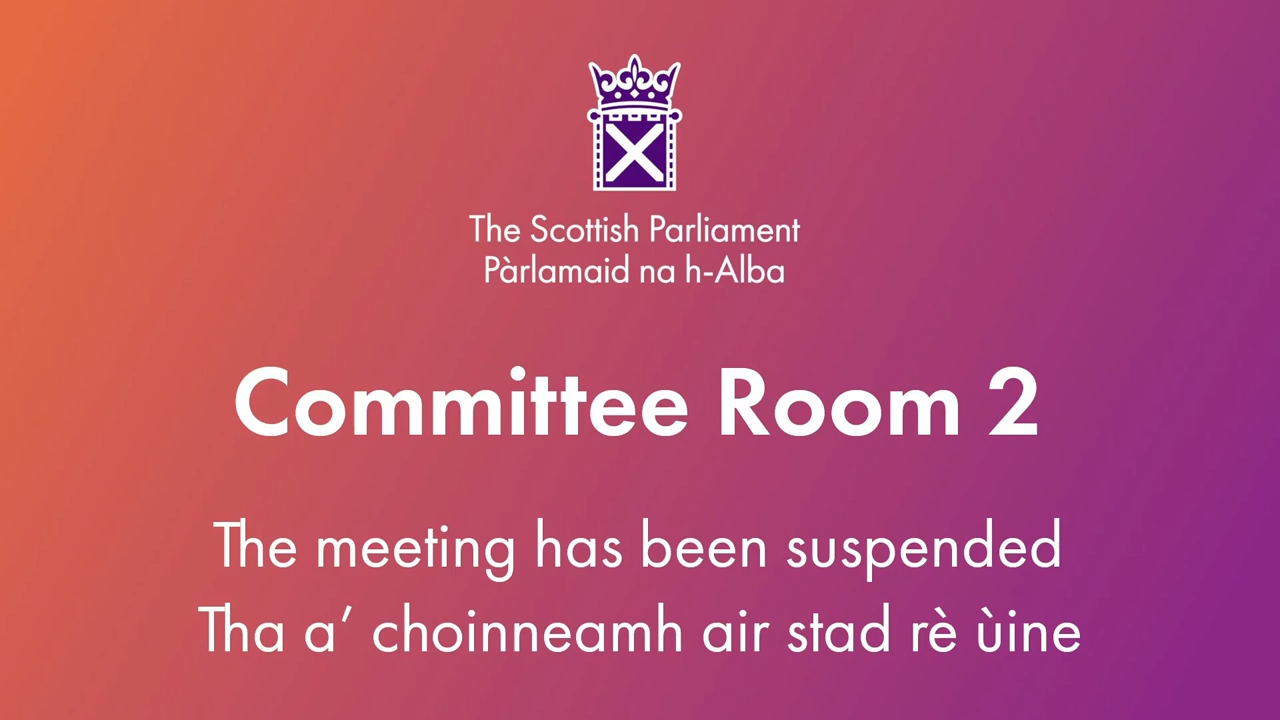 The Scottish Parliament
Pàrlamaid na h-Alba
Committee Room 2
The meeting has been suspended
Tha a’ choinneamh air stad rè ùine